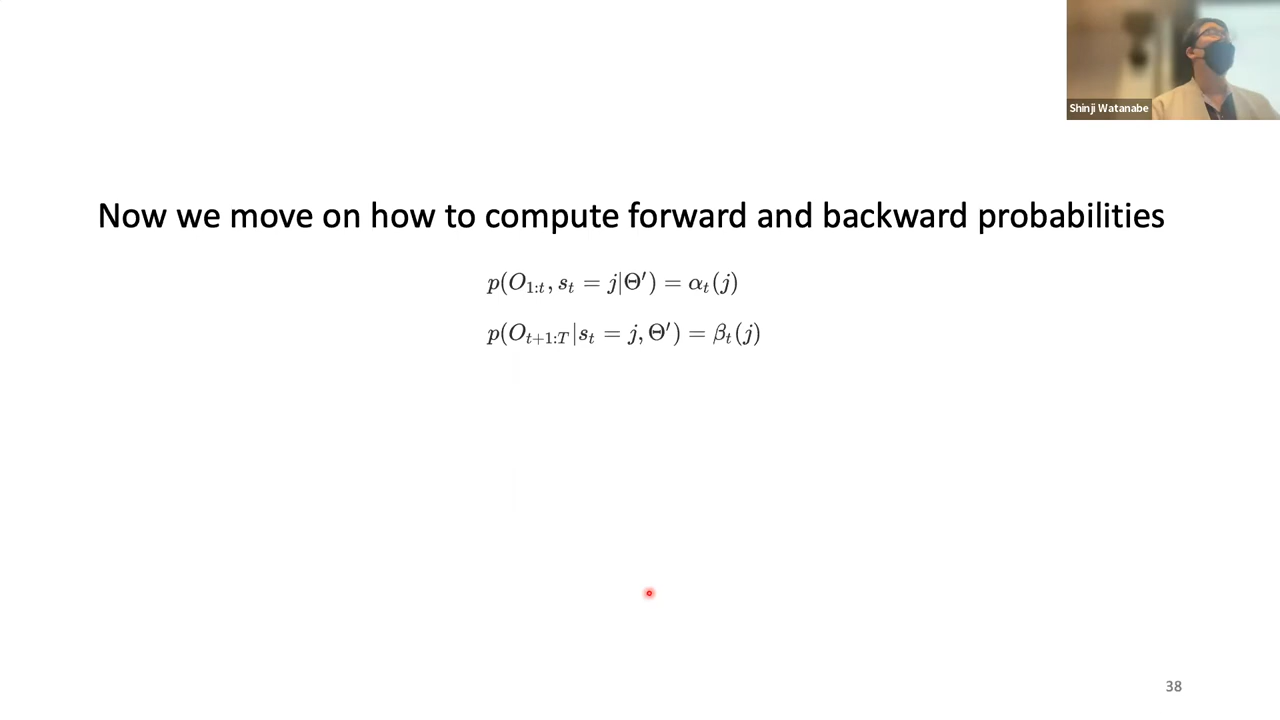 Shinji Watanabe
Now we move on how to compute forward and backward probabilities
p(O_{1:t}, s_t = j|Θ′) = α_t(j)
p(O_{t+1:T}|s_t = j, Θ′) = β_t(j)
38